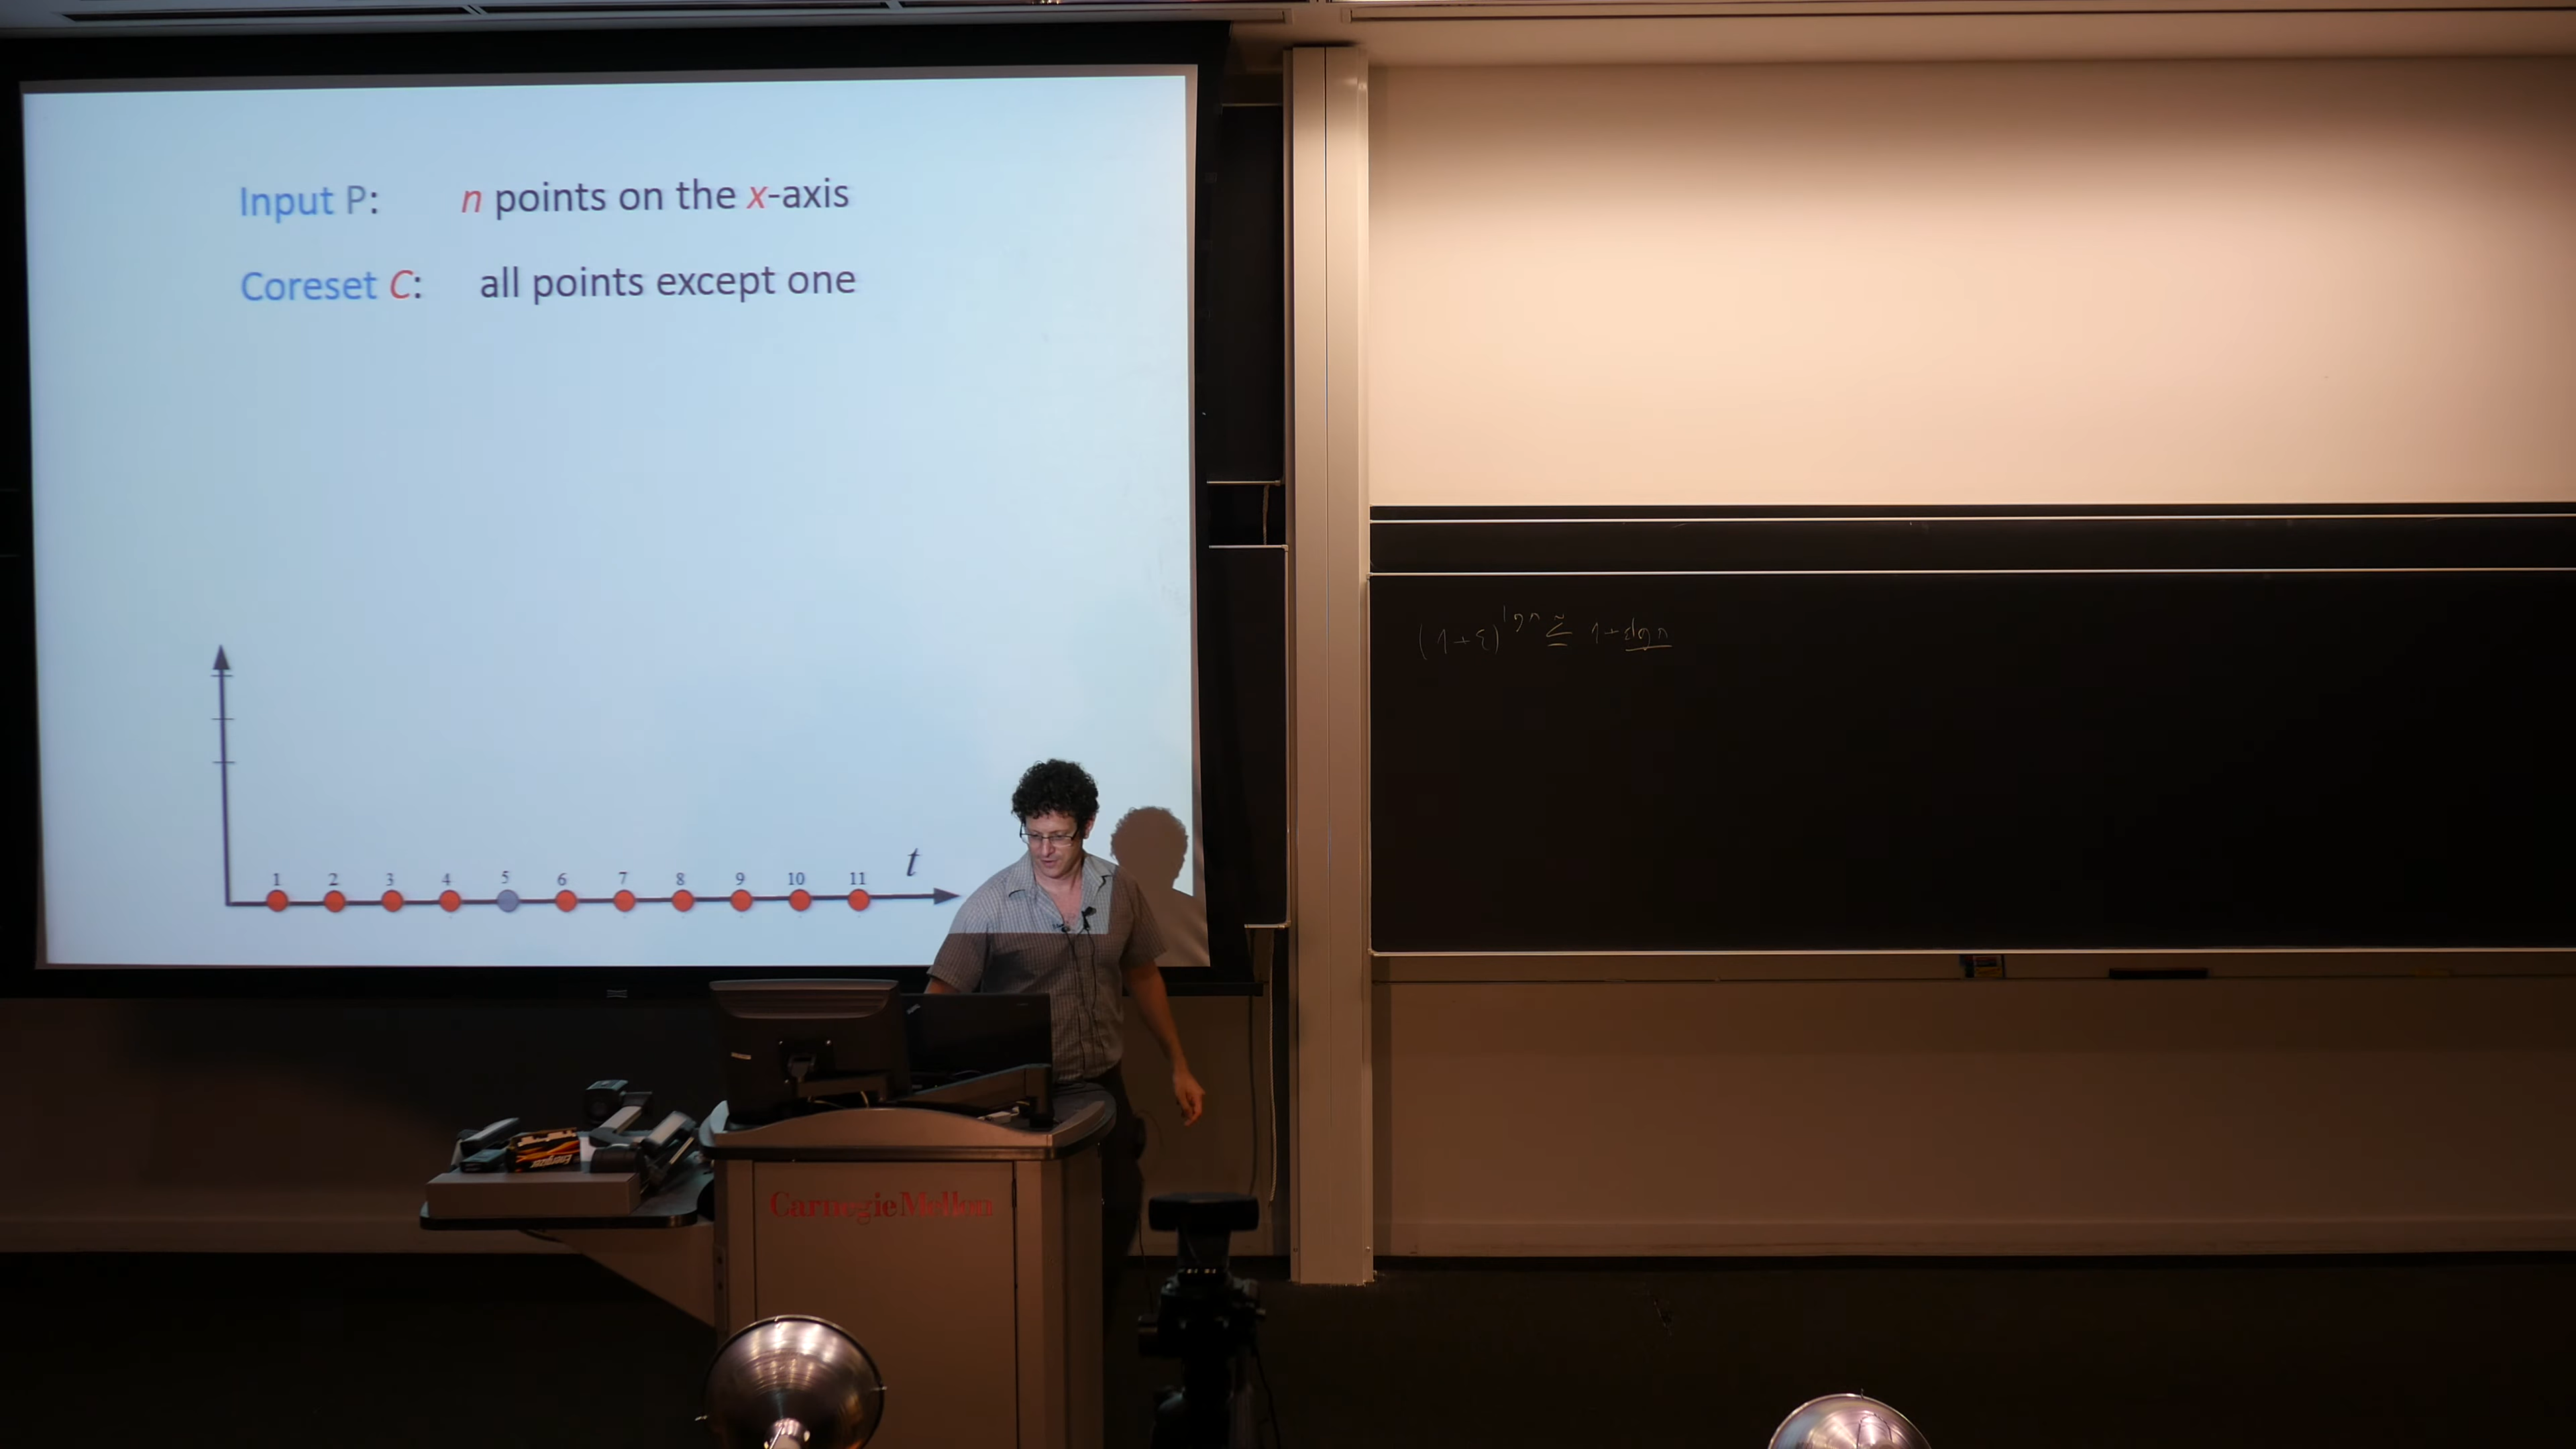 Input P: n points on the x-axis
Coreset C: all points except one
1 2 3 4 5 6 7 8 9 10 11 t
(1+ε)^lgn ≅ 1+εlgn
Energizer
Carnegie Mellon